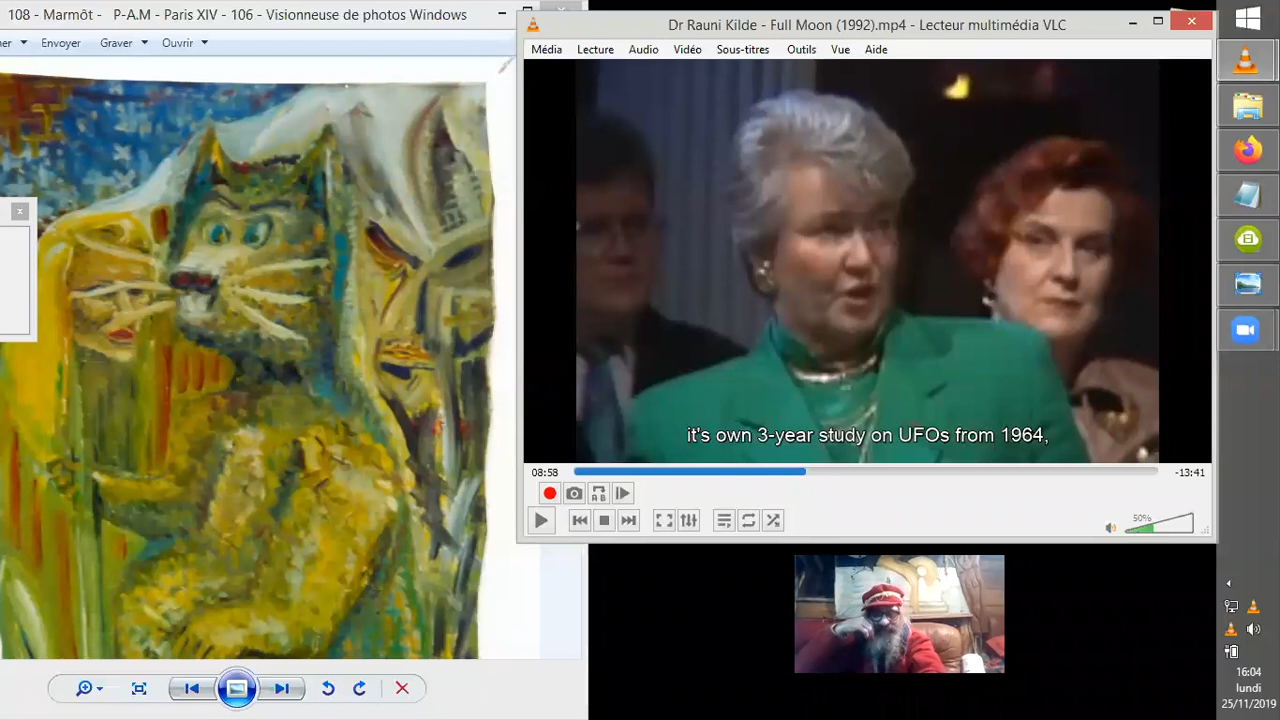 108 - Marmôt - P-A-M - Paris XIV - 106 - Visionneuse de photos Windows
Envoyer Graver Ouvrir
Dr Rauni Kilde - Full Moon (1992).mp4 - Lecteur multimédia VLC
Média Lecture Audio Vidéo Sous-titres Outils Vue Aide
it's own 3-year study on UFOs from 1964,
08:58 -13:41
50%
16:04
lundi
25/11/2019